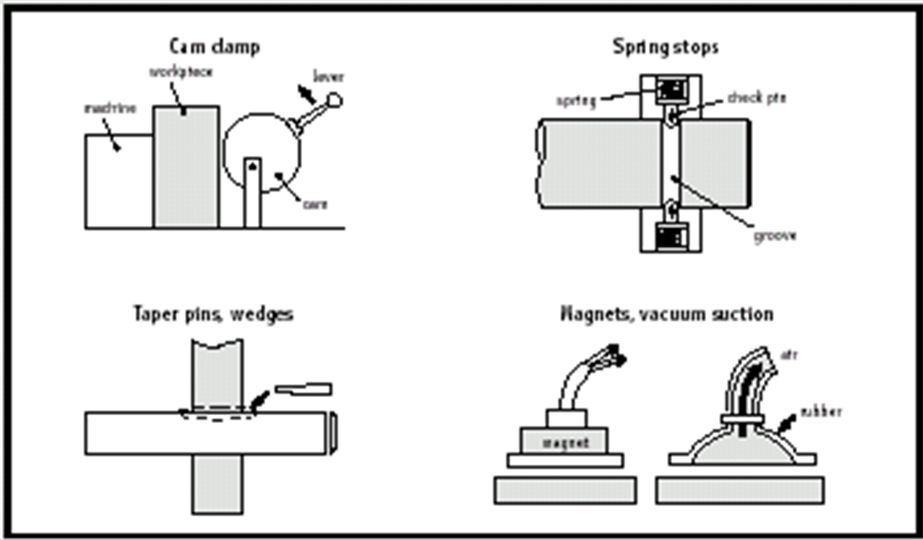 Cam clamp
workpiece
lever
machine
cam
Spring stops
spring
check pin
groove
Taper pins, wedges
Magnets, vacuum suction
air
rubber
magnet